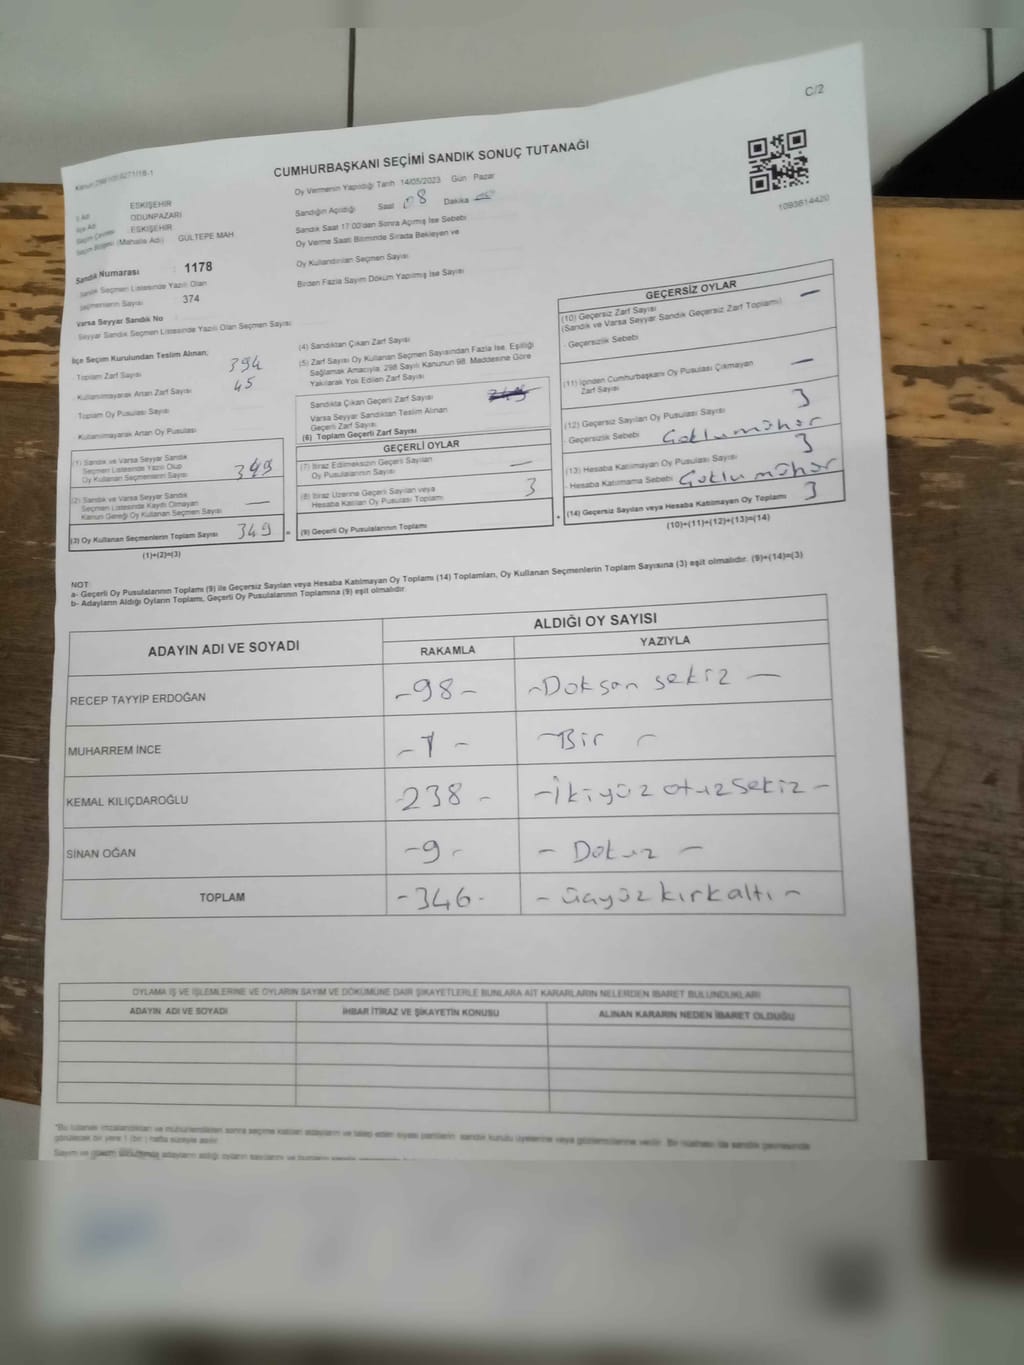 C/2
CUMHURBAŞKANI SEÇİMİ SANDIK SONUÇ TUTANAĞI
Oy Vermenin Yapıldığı Tarih 14/05/2023 Gün Pazar
1093614420
İl Adı ESKİŞEHİR
İlçe Adı ODUNPAZARI
Seçim Çevresi ESKİŞEHİR
Seçim Bölgesi (Mahalle Adı) GÜLTEPE MAH.
Sandığın Açıldığı Saat 08 Dakika
Sandık Saat 17:00'dan Sonra Açılmış İse Sebebi
Oy Verme Saati Bitiminde Sırada Bekleyen ve
Oy Kullandırılan Seçmen Sayısı
Birden Fazla Sayım Döküm Yapılmış İse Sayısı
Sandık Numarası 1178
Sandık Seçmen Listesinde Yazılı Olan
Seçmenlerin Sayısı 374
Varsa Seyyar Sandık No
Seyyar Sandık Seçmen Listesinde Yazılı Olan Seçmen Sayısı
İlçe Seçim Kurulundan Teslim Alınan;
- Toplam Zarf Sayısı 394
- Kullanılmayarak Artan Zarf Sayısı 45
- Toplam Oy Pusulası Sayısı
- Kullanılmayarak Artan Oy Pusulası
(1) Sandık ve Varsa Seyyar Sandık
Seçmen Listesinde Yazılı Olup
Oy Kullanan Seçmenlerin Sayısı 349
(2) Sandık ve Varsa Seyyar Sandık
Seçmen Listesinde Kayıtlı Olmayan
Kanun Gereği Oy Kullanan Seçmen Sayısı —
(3) Oy Kullanan Seçmenlerin Toplam Sayısı 349 =
(1)+(2)=(3)
(4) Sandıktan Çıkan Zarf Sayısı
(5) Zarf Sayısı Oy Kullanan Seçmen Sayısından Fazla İse, Eşitliği
Sağlamak Amacıyla, 298 Sayılı Kanunun 98. Maddesine Göre
Yakılarak Yok Edilen Zarf Sayısı
Sandıkta Çıkan Geçerli Zarf Sayısı
Varsa Seyyar Sandıktan Teslim Alınan
Geçerli Zarf Sayısı
(6) Toplam Geçerli Zarf Sayısı
GEÇERLİ OYLAR
(7) İtiraz Edilmeksizin Geçerli Sayılan
Oy Pusulalarının Sayısı —
(8) İtiraz Üzerine Geçerli Sayılan veya
Hesaba Katılan Oy Pusulası Toplamı 3
(9) Geçerli Oy Pusulalarının Toplamı +
GEÇERSİZ OYLAR
(10) Geçersiz Zarf Sayısı —
(Sandık ve Varsa Seyyar Sandık Geçersiz Zarf Toplamı)
- Geçersizlik Sebebi
(11) İçinden Cumhurbaşkanı Oy Pusulası Çıkmayan
Zarf Sayısı —
(12) Geçersiz Sayılan Oy Pusulası Sayısı 3
- Geçersizlik Sebebi Çoklu mühür
(13) Hesaba Katılmayan Oy Pusulası Sayısı 3
- Hesaba Katılmama Sebebi Çoklu mühür
(14) Geçersiz Sayılan veya Hesaba Katılmayan Oy Toplamı 3
(10)+(11)+(12)+(13)=(14)
NOT:
a- Geçerli Oy Pusulalarının Toplamı (9) ile Geçersiz Sayılan veya Hesaba Katılmayan Oy Toplamı (14) Toplamları, Oy Kullanan Seçmenlerin Toplam Sayısına (3) eşit olmalıdır. (9)+(14)=(3)
b- Adayların Aldığı Oyların Toplamı, Geçerli Oy Pusulalarının Toplamına (9) eşit olmalıdır.
ADAYIN ADI VE SOYADI ALDIĞI OY SAYISI
RAKAMLA YAZIYLA
RECEP TAYYİP ERDOĞAN -98- -Doksan sekiz-
MUHARREM İNCE -1- -Bir-
KEMAL KILIÇDAROĞLU -238- -İkiyüz otuzsekiz-
SİNAN OĞAN -9- -Dokuz-
TOPLAM -346- -üçyüzkırkaltı-
OYLAMA İŞ VE İŞLEMLERİNE VE OYLARIN SAYIM VE DÖKÜMÜNE DAİR ŞİKAYETLERLE BUNLARA AİT KARARLARIN NELERDEN İBARET BULUNDUKLARI
ADAYIN ADI VE SOYADI İHBAR İTİRAZ VE ŞİKAYETİN KONUSU ALINAN KARARIN NEDEN İBARET OLDUĞU